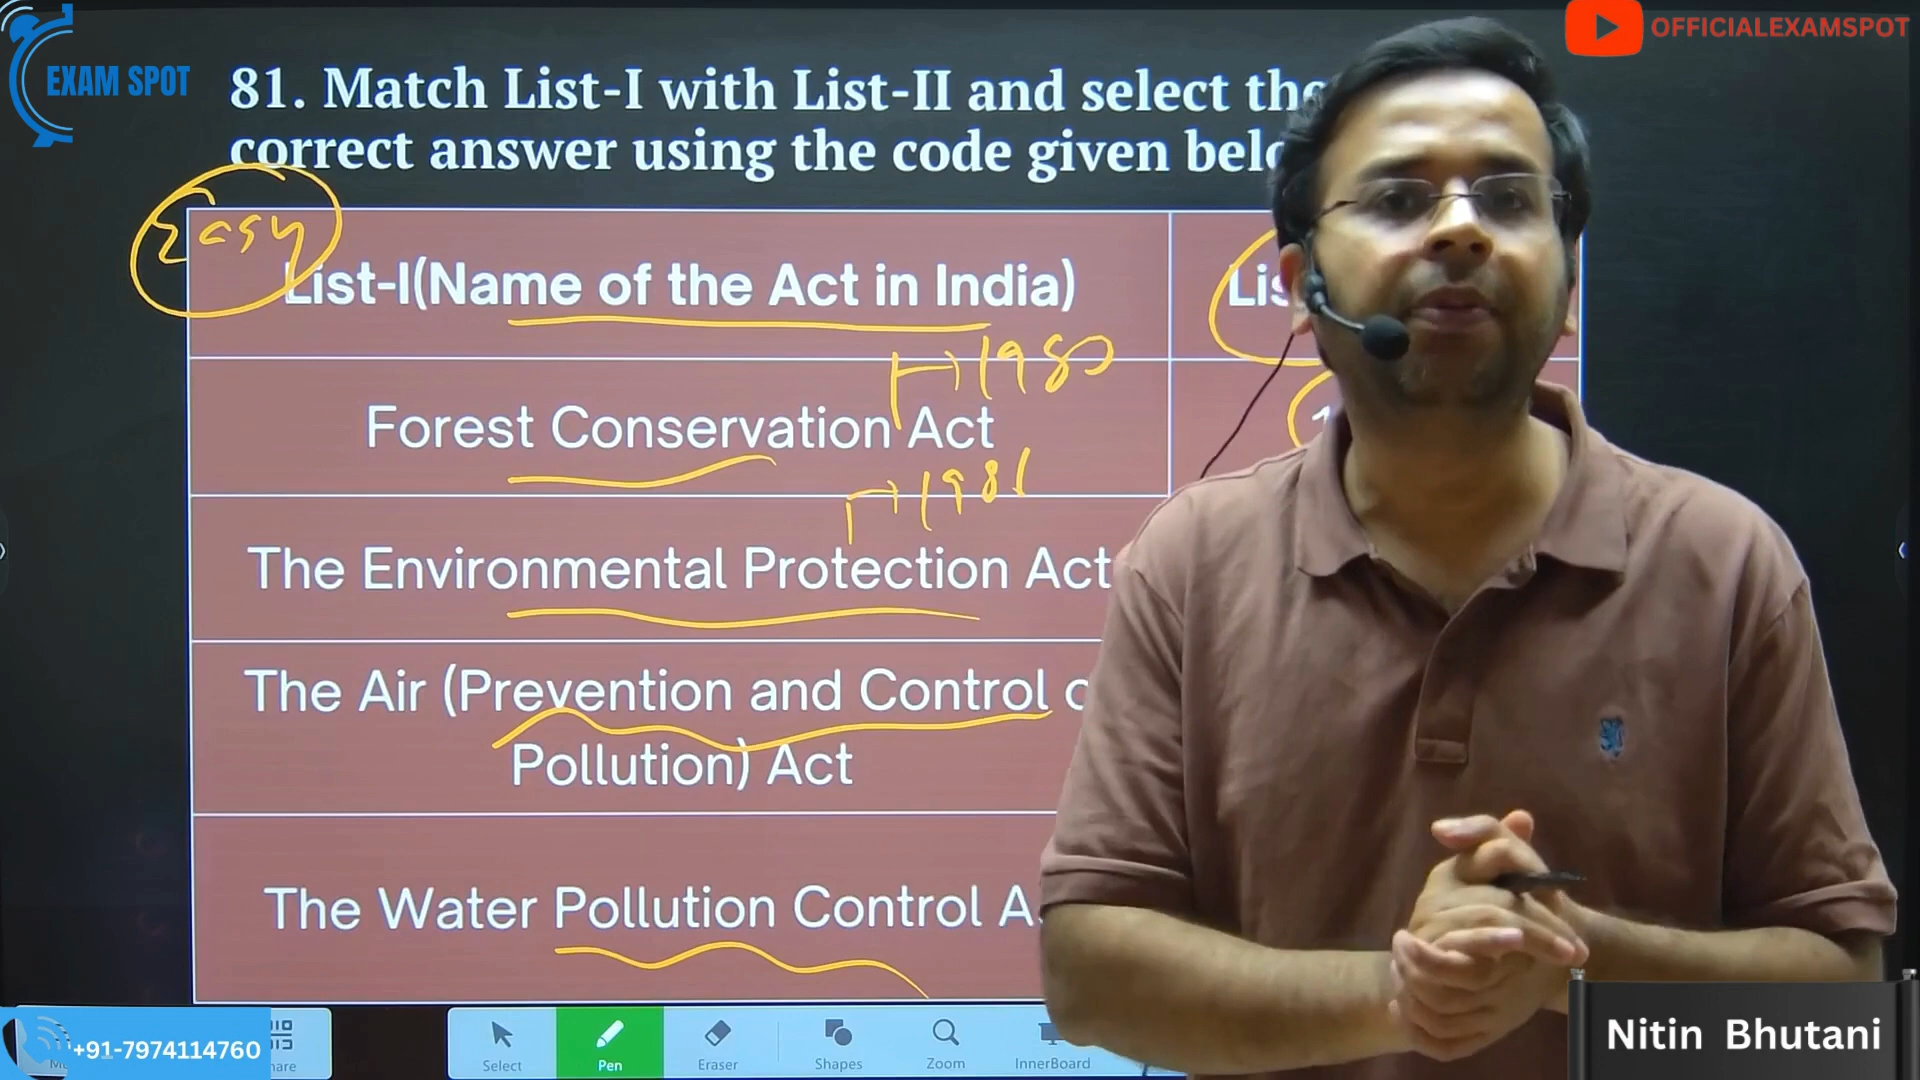 EXAM SPOT
OFFICIALEXAMSPOT
81. Match List-I with List-II and select the
correct answer using the code given
Easy
List-I(Name of the Act in India)
1980
Forest Conservation Act
1981
The Environmental Protection Act
The Air (Prevention and Control
Pollution) Act
The Water Pollution Control
+91-7974114760
Select
Pen
Eraser
Shapes
Zoom
InnerBoard
Nitin Bhutani